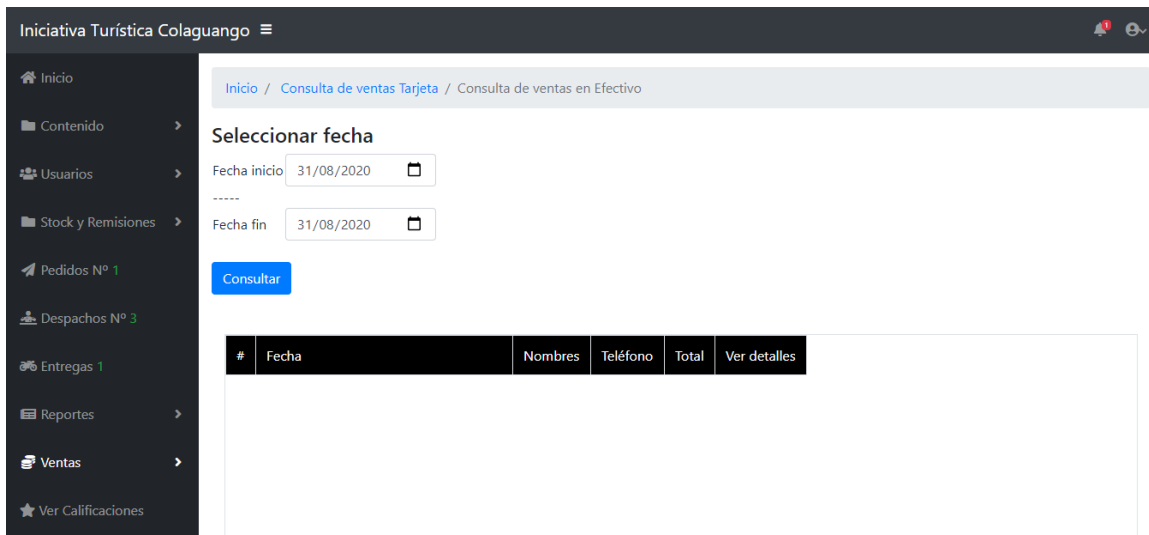 Iniciativa Turística Colaguango
1
Inicio
Contenido
Usuarios
Stock y Remisiones
Pedidos Nº 1
Despachos Nº 3
Entregas 1
Reportes
Ventas
Ver Calificaciones
Inicio / Consulta de ventas Tarjeta / Consulta de ventas en Efectivo
Seleccionar fecha
Fecha inicio 31/08/2020
-----
Fecha fin 31/08/2020
Consultar
# Fecha Nombres Teléfono Total Ver detalles